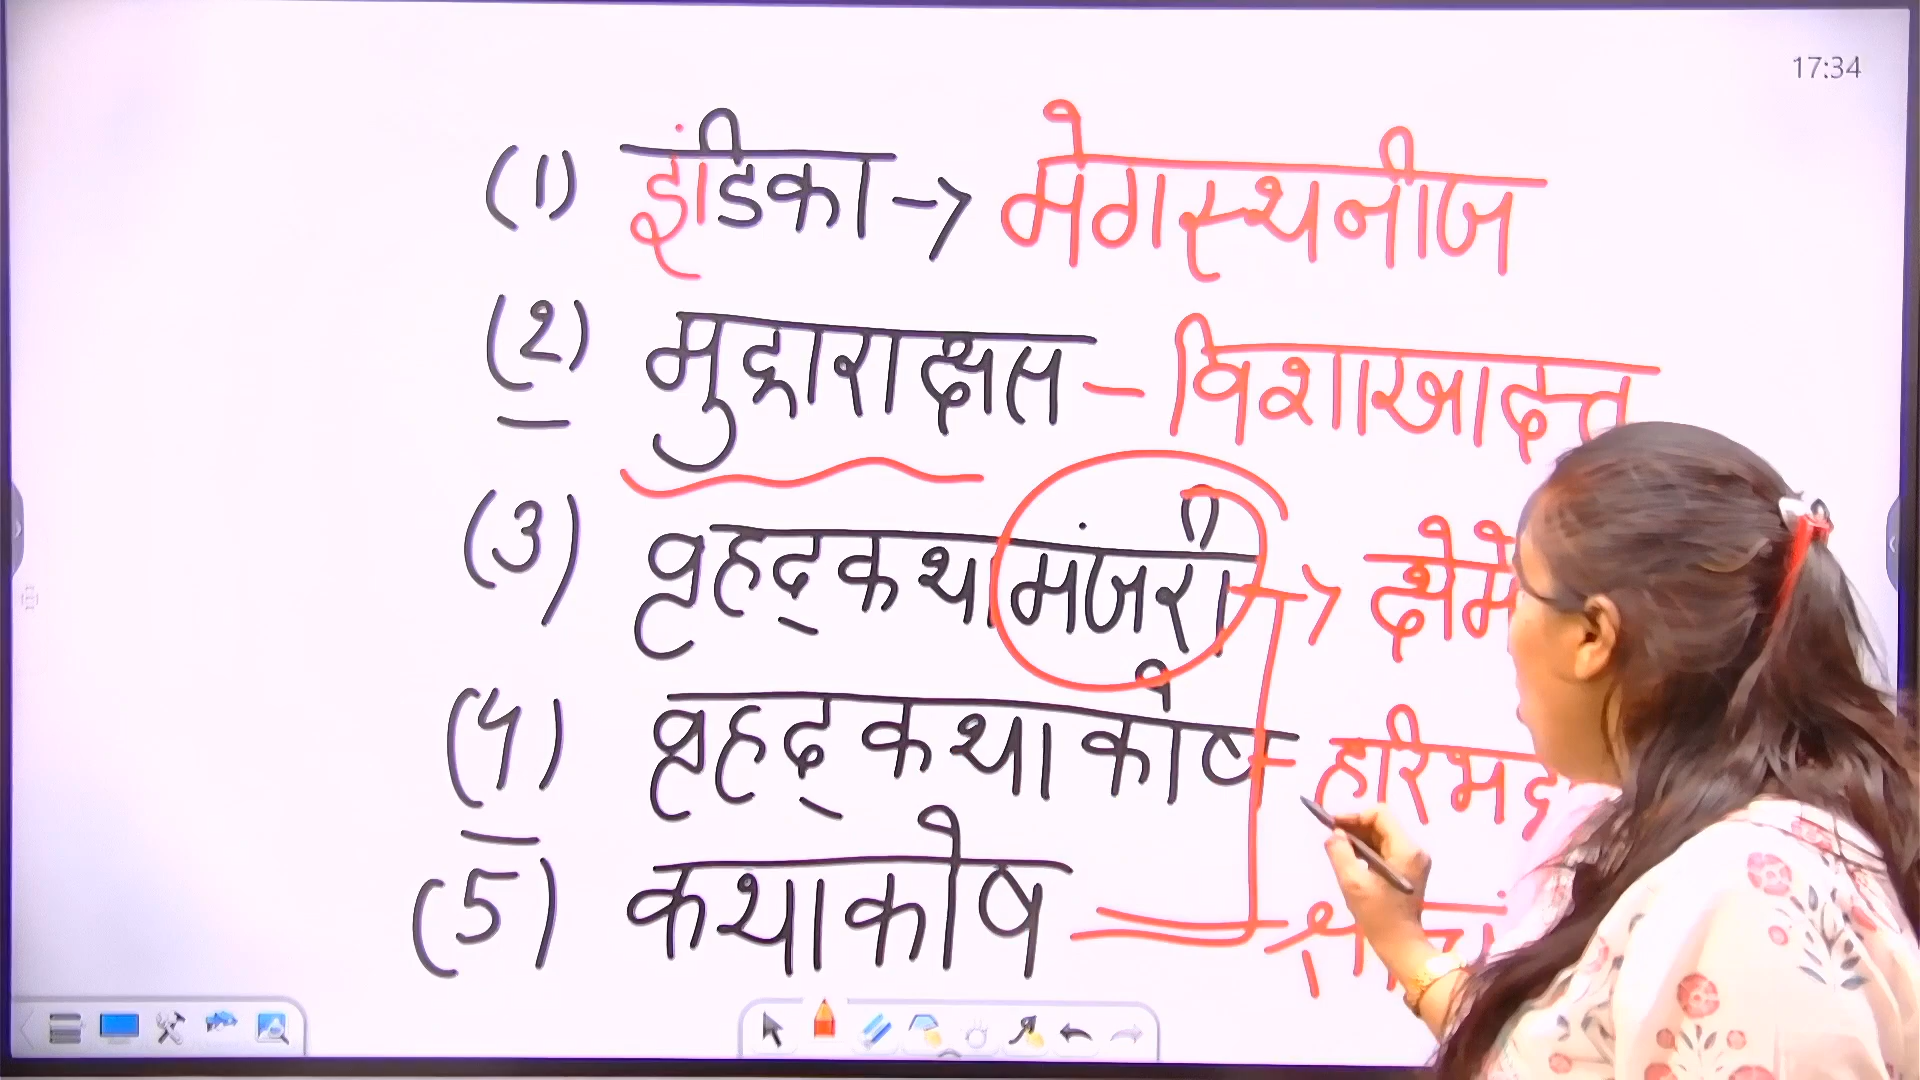 17:34
(1) इंडिका → मेगस्थनीज
(2) मुद्राराक्षस – विशाखादत्त
(3) वृहद्कथामंजरी → क्षेमे
(4) वृहद्कथा कोष – हरिभद्र
(5) कथाकोष